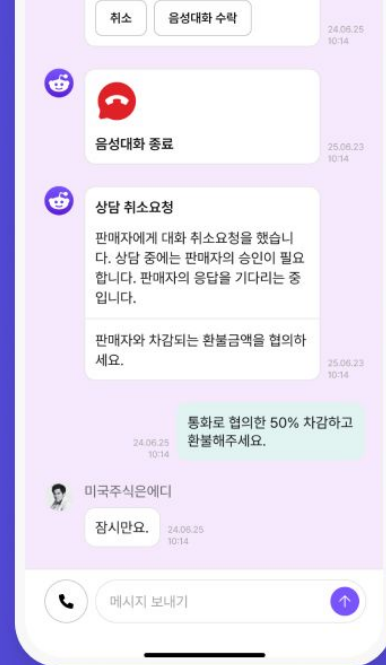 취소
음성대화 수락
24.06.25
10:14
음성대화 종료
25.06.23
10:14
상담 취소요청
판매자에게 대화 취소요청을 했습니
다. 상담 중에는 판매자의 승인이 필요
합니다. 판매자의 응답을 기다리는 중
입니다.
판매자와 차감되는 환불금액을 협의하
세요.
25.06.23
10:14
통화로 협의한 50% 차감하고
환불해주세요.
24.06.25
10:14
미국주식은에디
잠시만요.
24.06.25
10:14
메시지 보내기